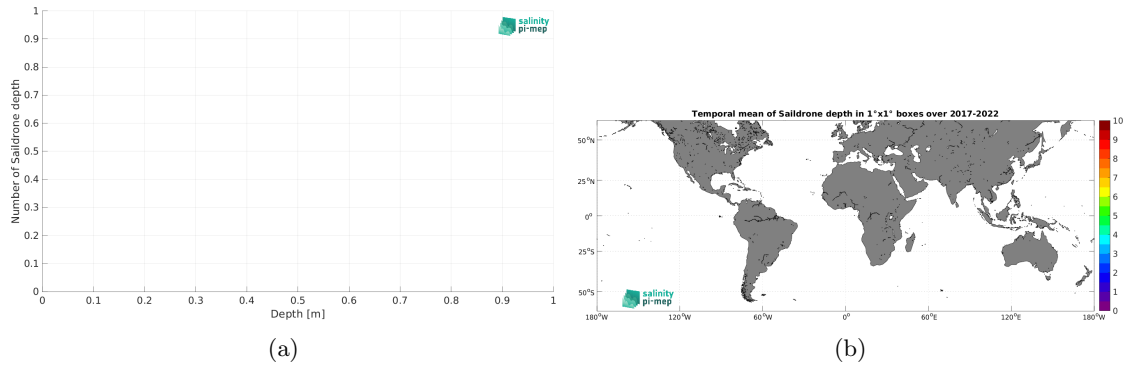 1
0.9
0.8
0.7
0.6
0.5
0.4
0.3
0.2
0.1
0
Number of Saildrone depth
0 0.1 0.2 0.3 0.4 0.5 0.6 0.7 0.8 0.9 1
Depth [m]
salinity
pi-mep
(a)
Temporal mean of Saildrone depth in 1°x1° boxes over 2017-2022
50°N
25°N
0°
25°S
50°S
180°W 120°W 60°W 0° 60°E 120°E 180°W
salinity
pi-mep
10
9
8
7
6
5
4
3
2
1
0
(b)